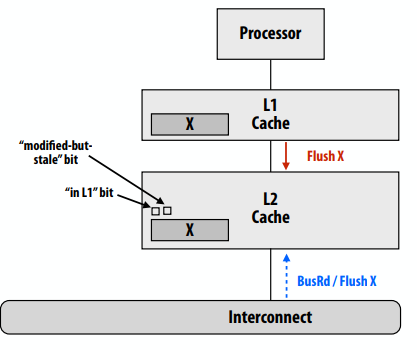 Processor
L1
Cache
X
"modified-but-
stale" bit
Flush X
"in L1" bit
L2
Cache
X
BusRd / Flush X
Interconnect